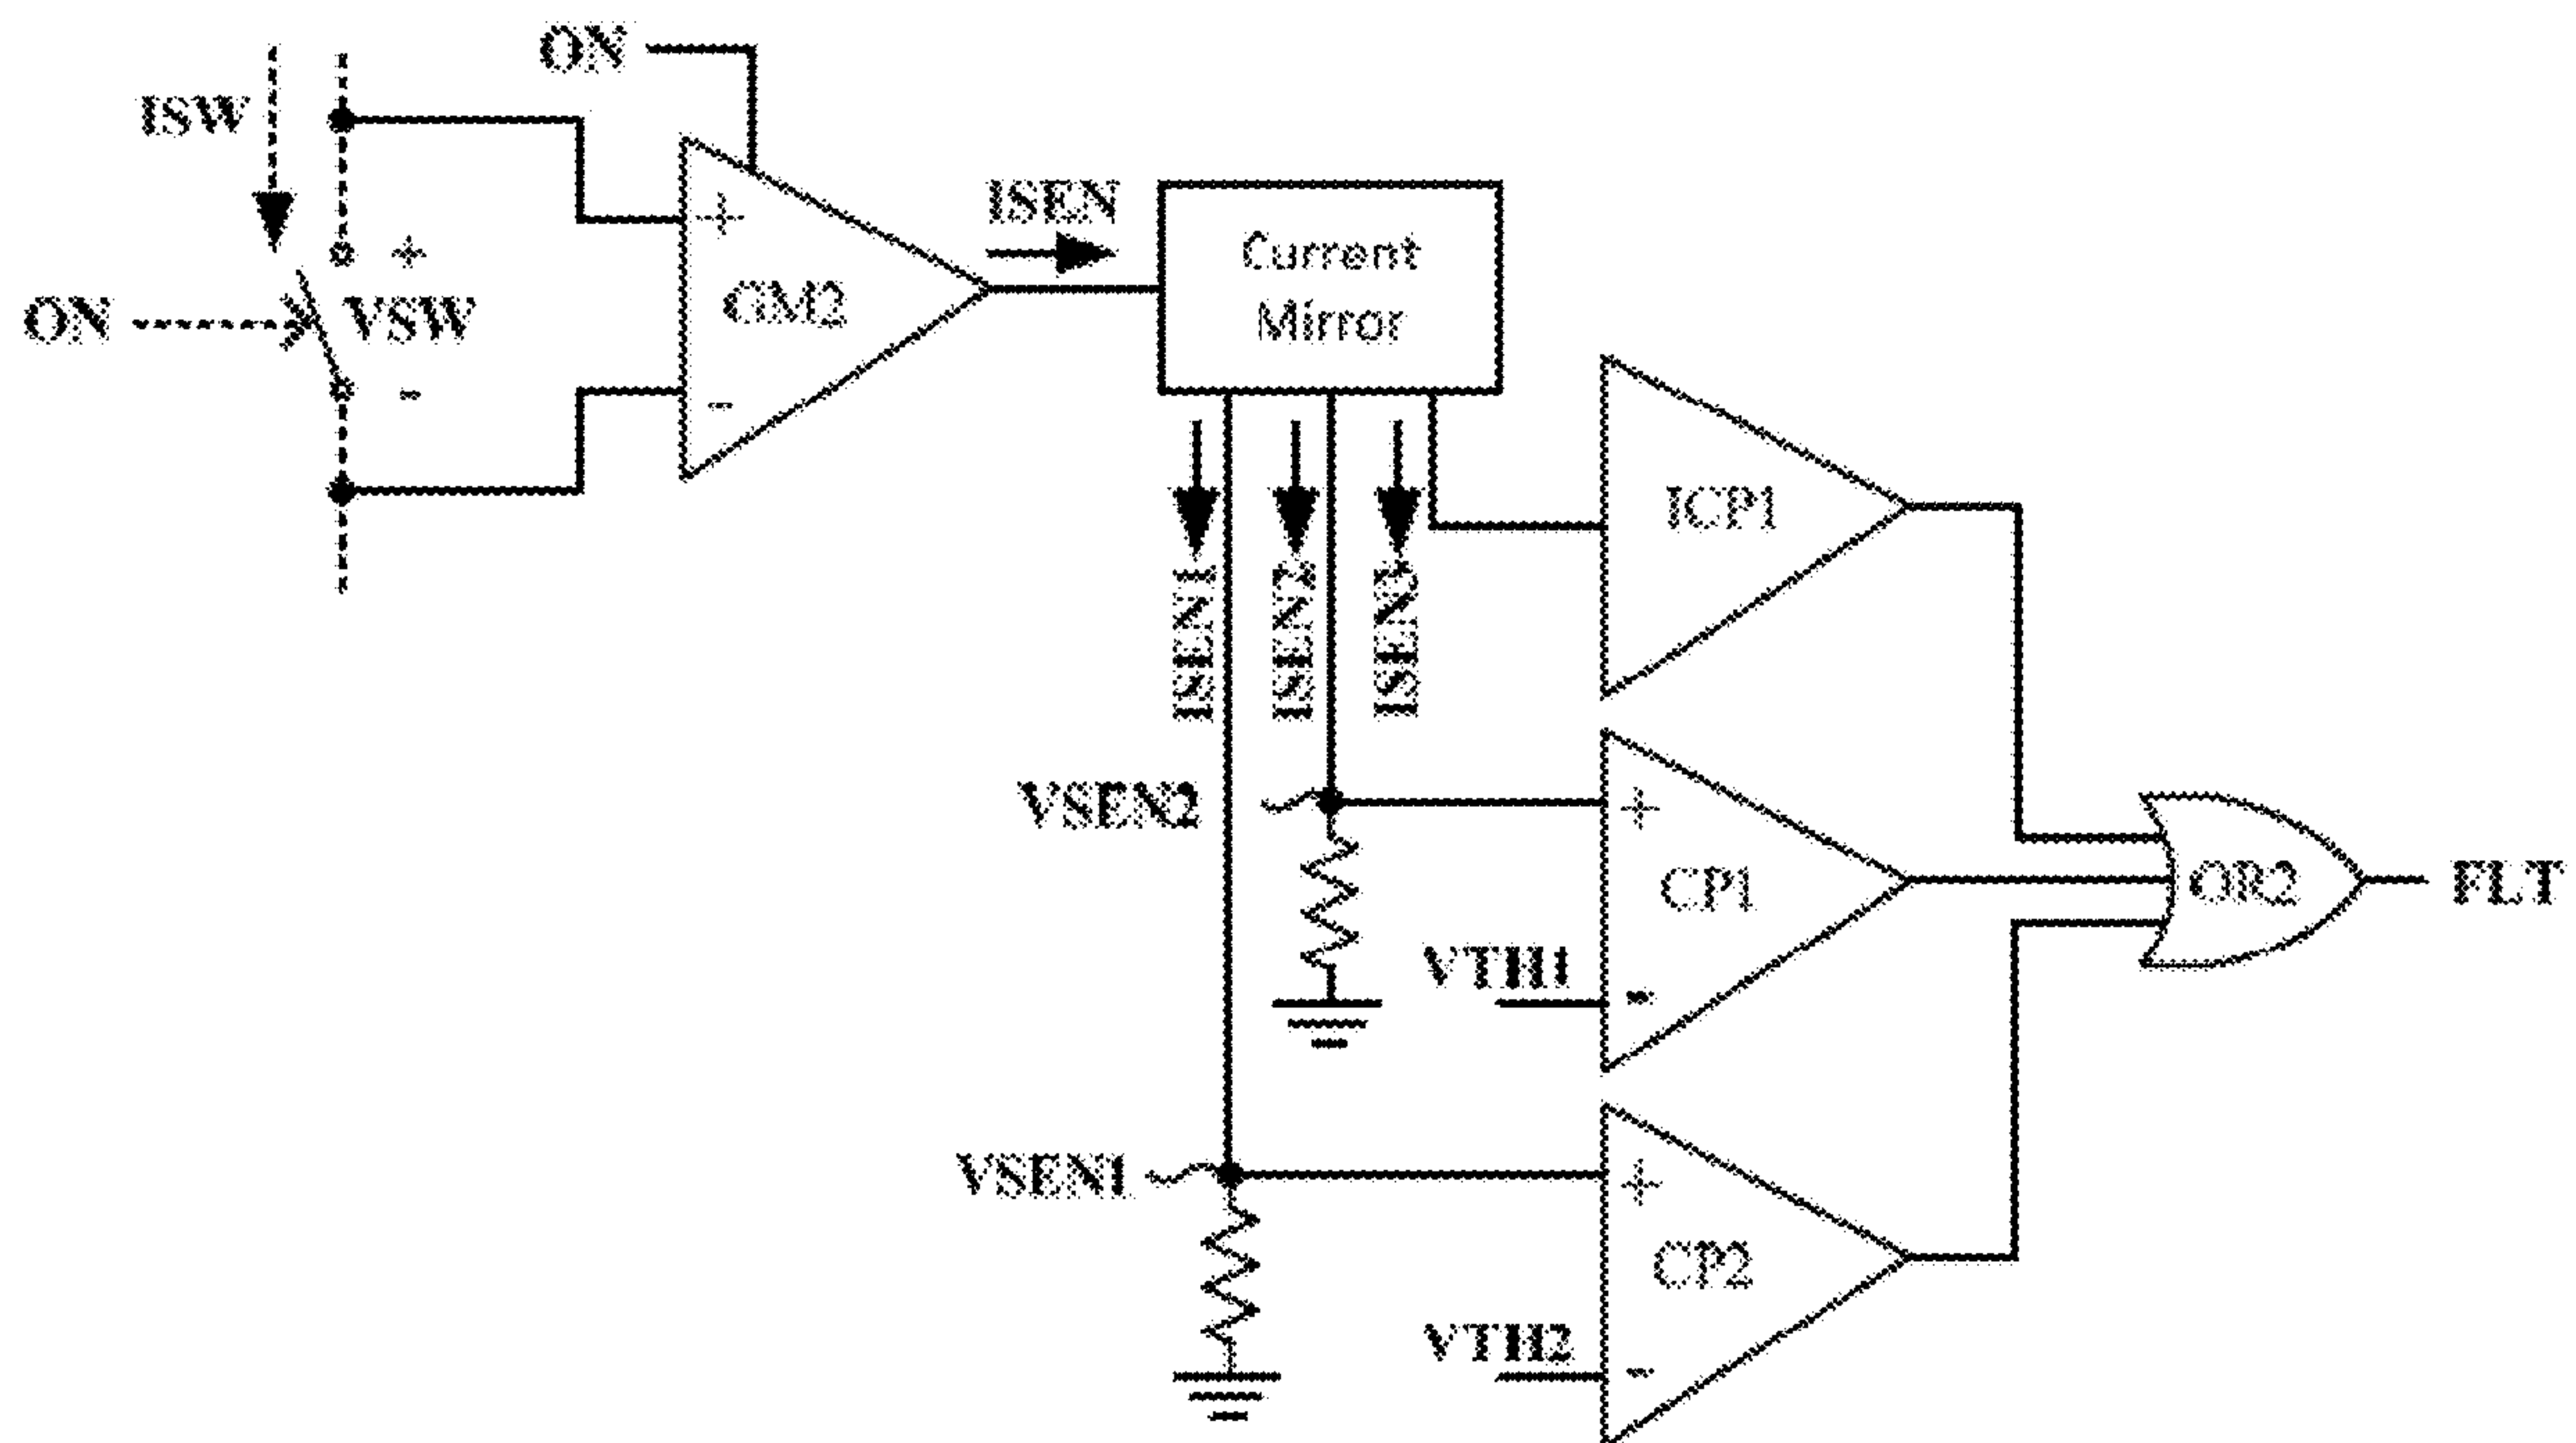 ON
ISW
+
ISEN
Current
Mirror
+
GM2
ON
VSW
-
-
ICP1
ISEN1
ISEN2
ISEN3
VSEN2
+
CP1
OR2
FLT
VTH1
-
VSEN1
+
CP2
VTH2
-